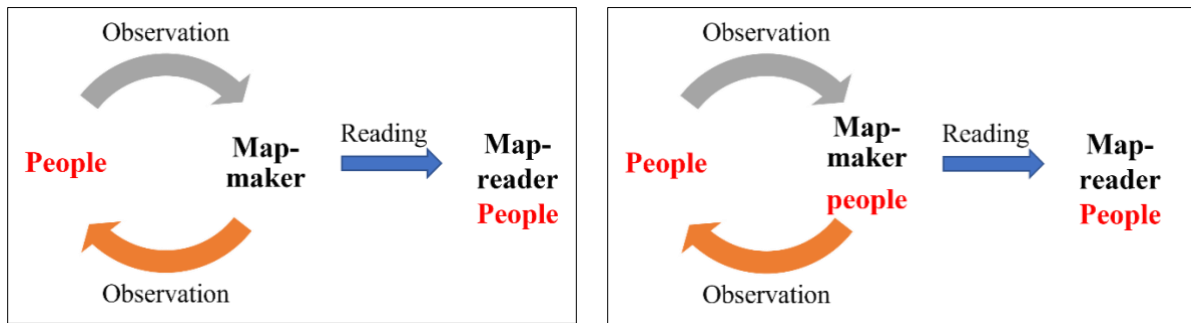 Observation
People
Map-
maker
Reading
Map-
reader
People
Observation
Observation
People
Map-
maker
people
Reading
Map-
reader
People
Observation